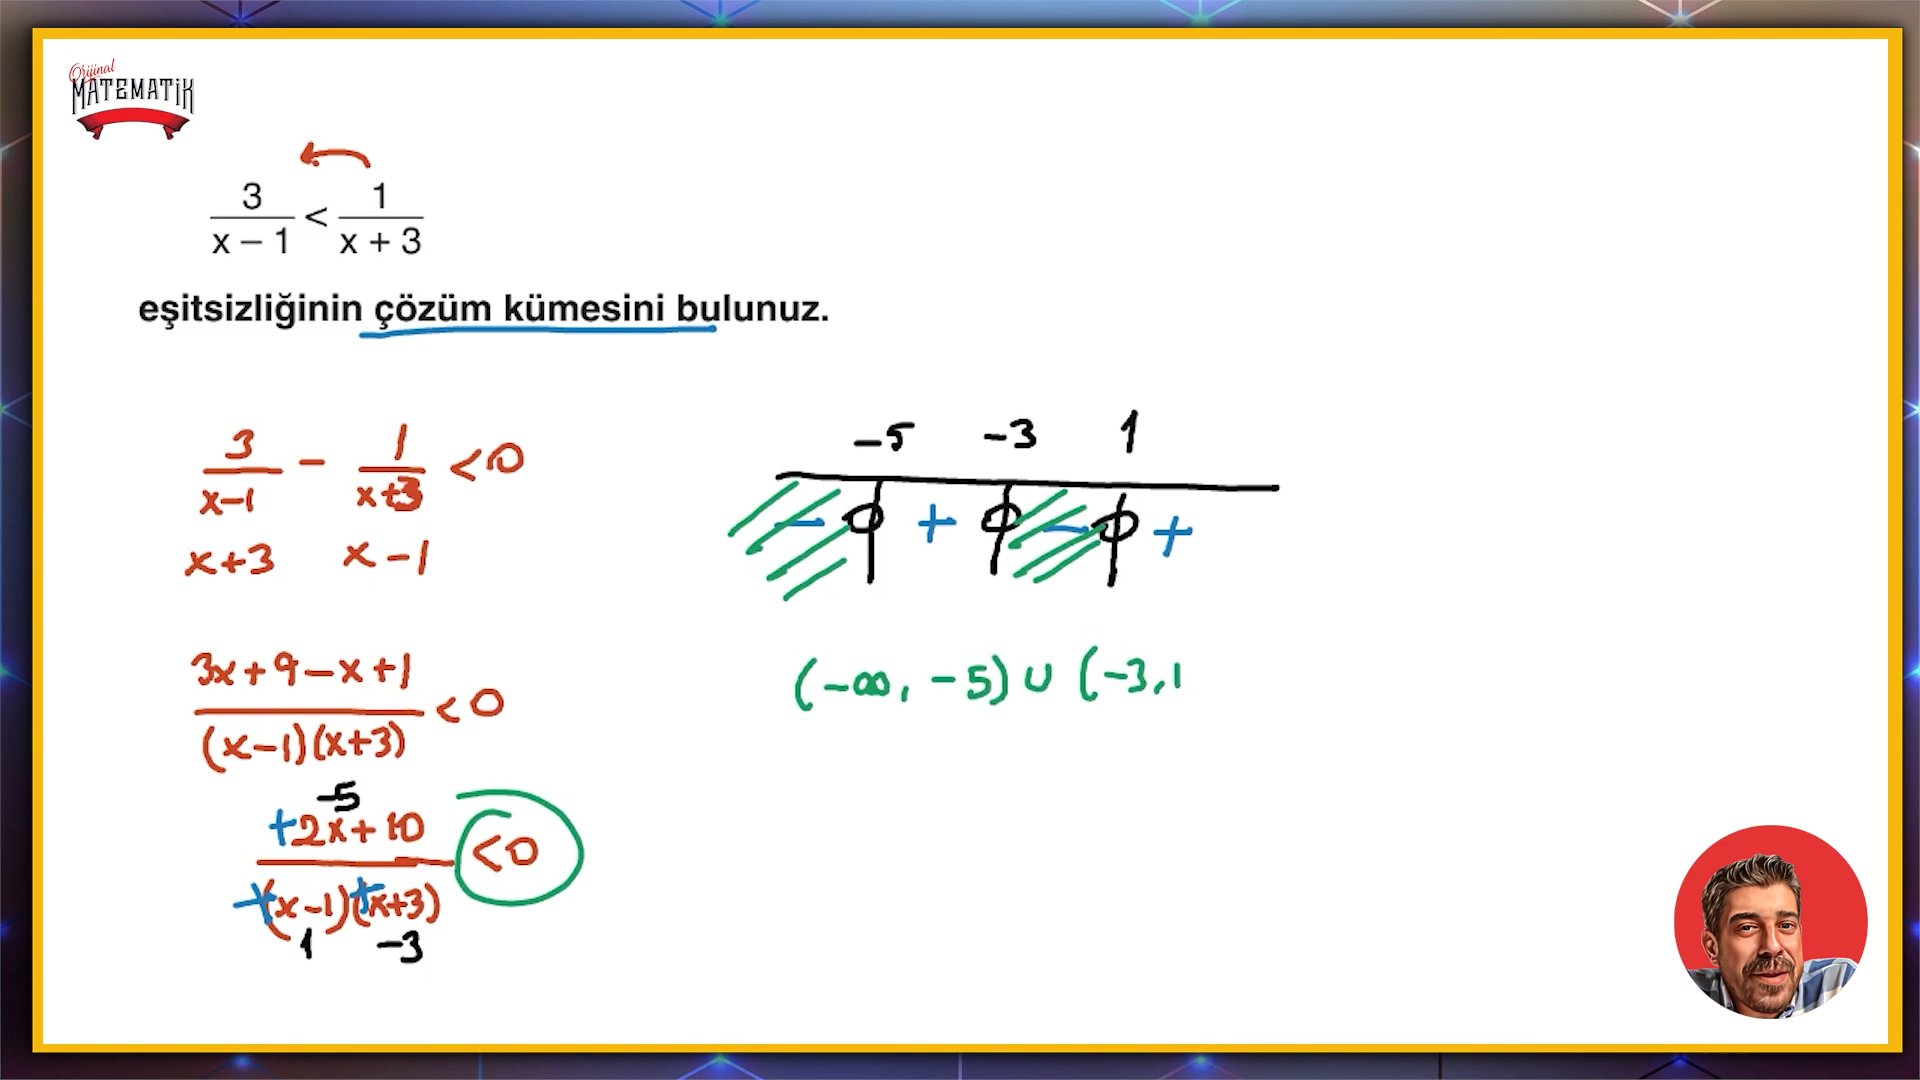 Orijinal
MATEMATİK
3/(x − 1) < 1/(x + 3)
eşitsizliğinin çözüm kümesini bulunuz.
3/(x-1) - 1/(x+3) <0
x+3 x-1
(3x+9-x+1)/((x-1)(x+3)) <0
-5
(+2x+10)/(+(x-1)(+x+3)) <0
1 -3
-5 -3 1
- + - +
(-∞, -5) ∪ (-3,1